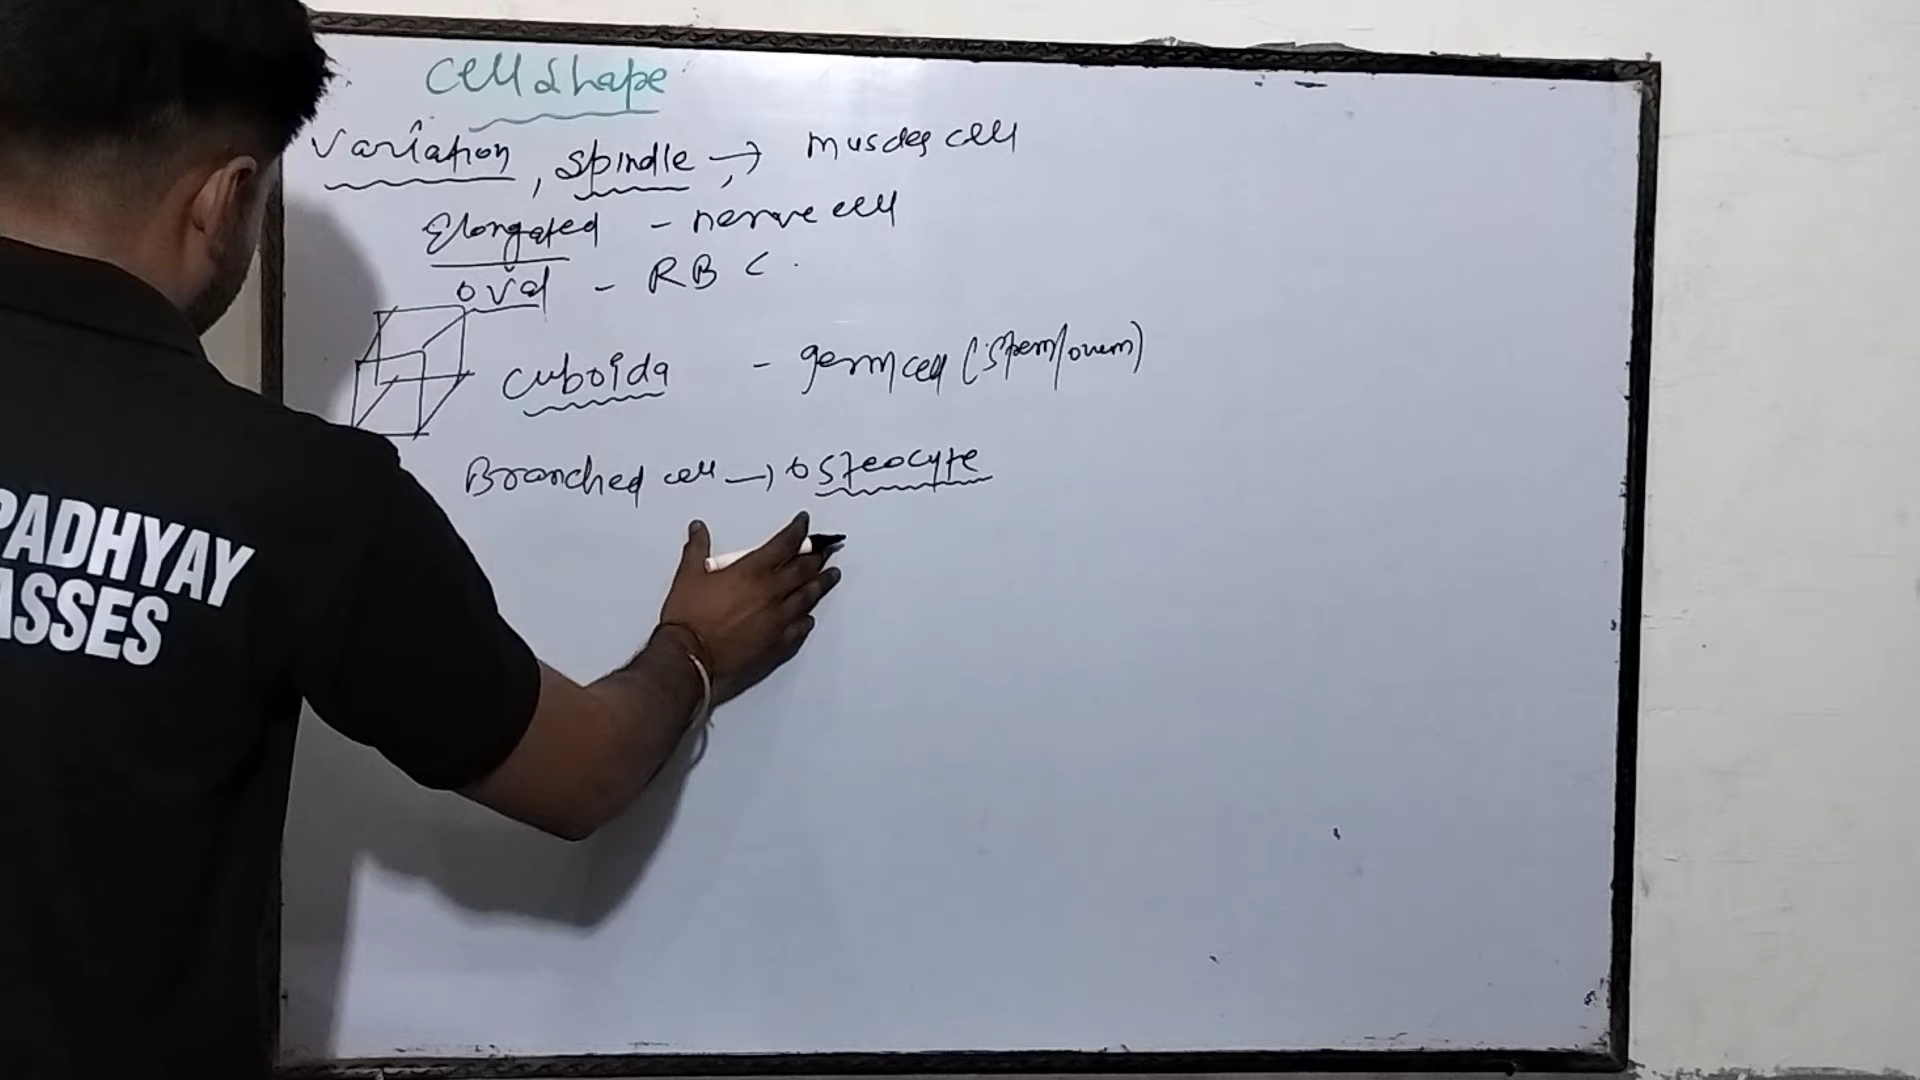 Cell shape
Variation, Spindle → muscles cell
Elongated - nerve cell
oval - RBC
Cuboida - germ cell (sperm/ovum)
Branched cell → osteocyte
PADHYAY
ASSES